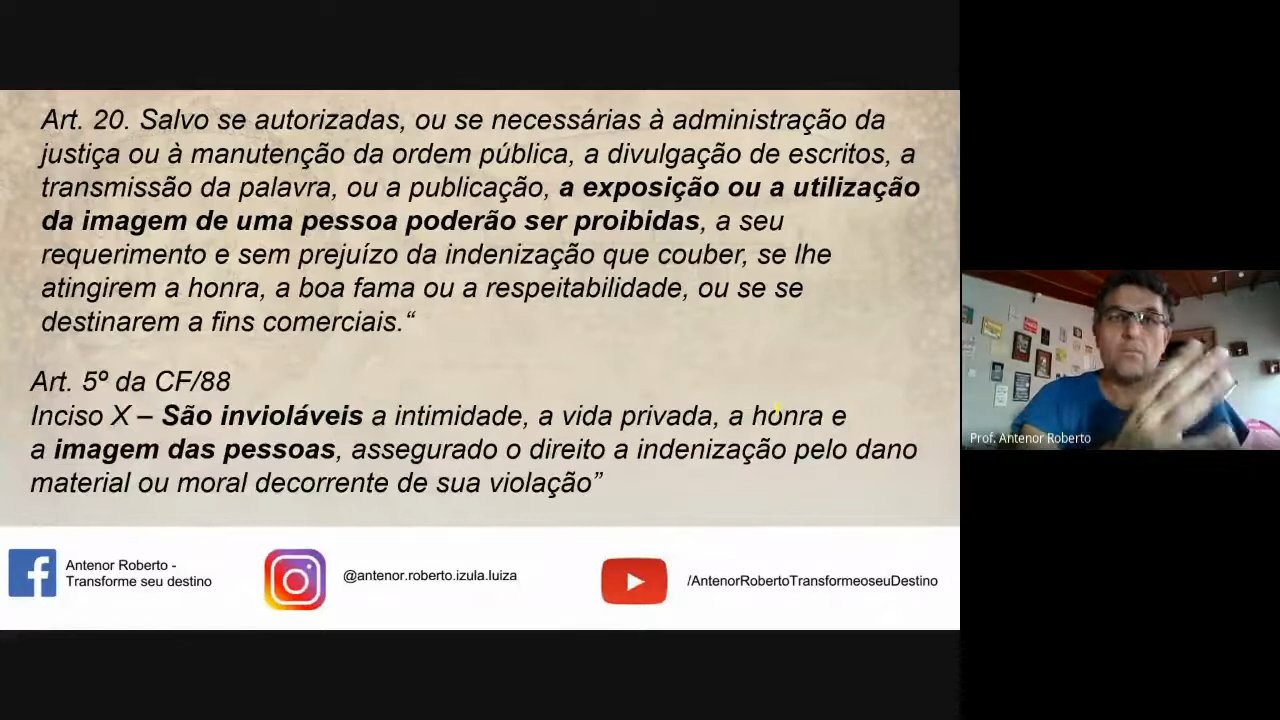 Art. 20. Salvo se autorizadas, ou se necessárias à administração da
justiça ou à manutenção da ordem pública, a divulgação de escritos, a
transmissão da palavra, ou a publicação, a exposição ou a utilização
da imagem de uma pessoa poderão ser proibidas, a seu
requerimento e sem prejuízo da indenização que couber, se lhe
atingirem a honra, a boa fama ou a respeitabilidade, ou se se
destinarem a fins comerciais.“
Art. 5º da CF/88
Inciso X – São invioláveis a intimidade, a vida privada, a honra e
a imagem das pessoas, assegurado o direito a indenização pelo dano
material ou moral decorrente de sua violação”
Antenor Roberto -
Transforme seu destino
@antenor.roberto.izula.luiza
/AntenorRobertoTransformeoseuDestino
Prof. Antenor Roberto